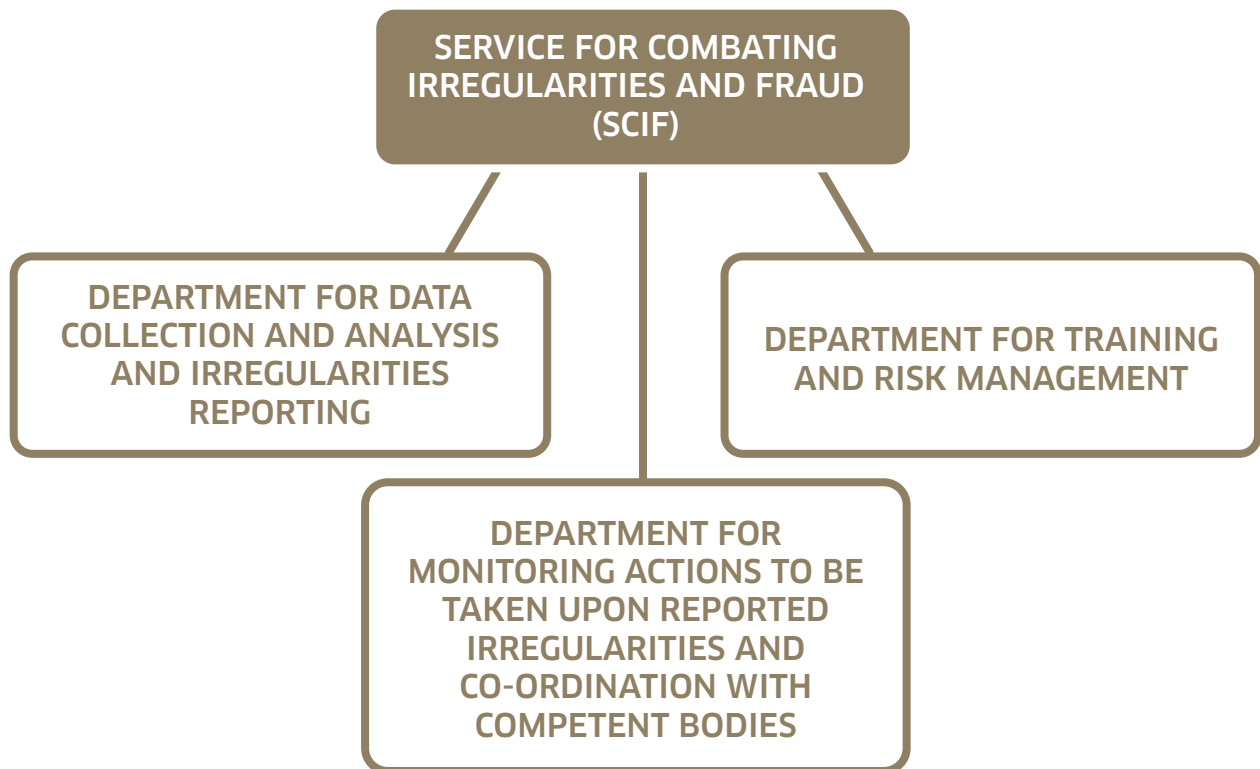 SERVICE FOR COMBATING
IRREGULARITIES AND FRAUD
(SCIF)
DEPARTMENT FOR DATA
COLLECTION AND ANALYSIS
AND IRREGULARITIES
REPORTING
DEPARTMENT FOR TRAINING
AND RISK MANAGEMENT
DEPARTMENT FOR
MONITORING ACTIONS TO BE
TAKEN UPON REPORTED
IRREGULARITIES AND
CO-ORDINATION WITH
COMPETENT BODIES